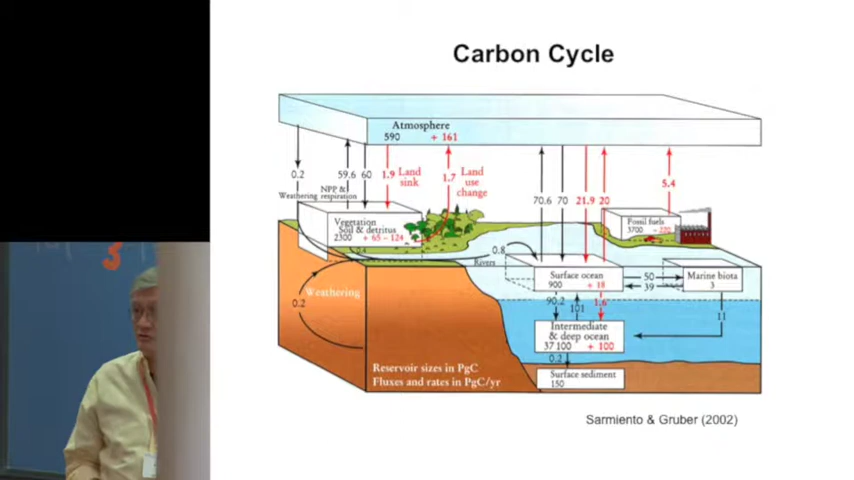 Carbon Cycle
Atmosphere
590 + 161
0.2
59.6
60
1.9 Land
sink
1.7
Land
use
change
Weathering
NPP &
respiration
70.6
70
21.9
20
5.4
Vegetation
Soil & detritus
2300 + 65 - 124
Fossil fuels
3700 - 220
0.8
Rivers
Surface ocean
900 + 18
50
39
Marine biota
3
0.2
Weathering
90.2
101
1.6
11
Intermediate
& deep ocean
37 100 + 100
0.2
Surface sediment
150
Reservoir sizes in PgC
Fluxes and rates in PgC/yr
Sarmiento & Gruber (2002)